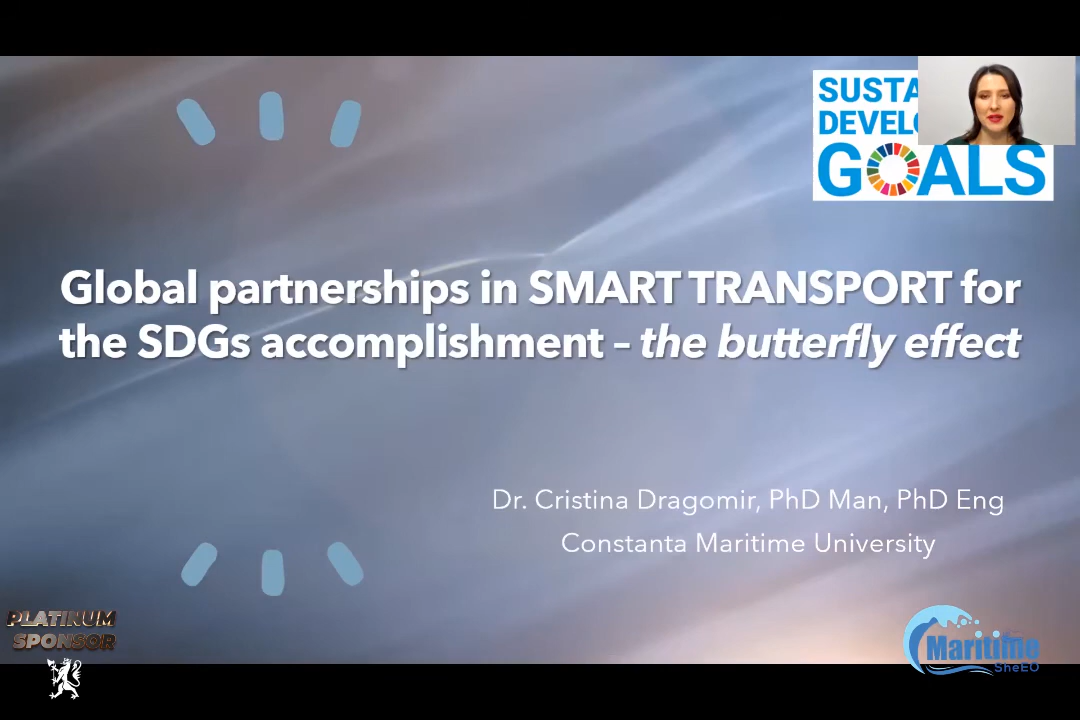 SUSTA
DEVELO
GOALS
Global partnerships in SMART TRANSPORT for
the SDGs accomplishment – the butterfly effect
Dr. Cristina Dragomir, PhD Man, PhD Eng
Constanta Maritime University
PLATINUM
SPONSOR
Maritime
SheEO